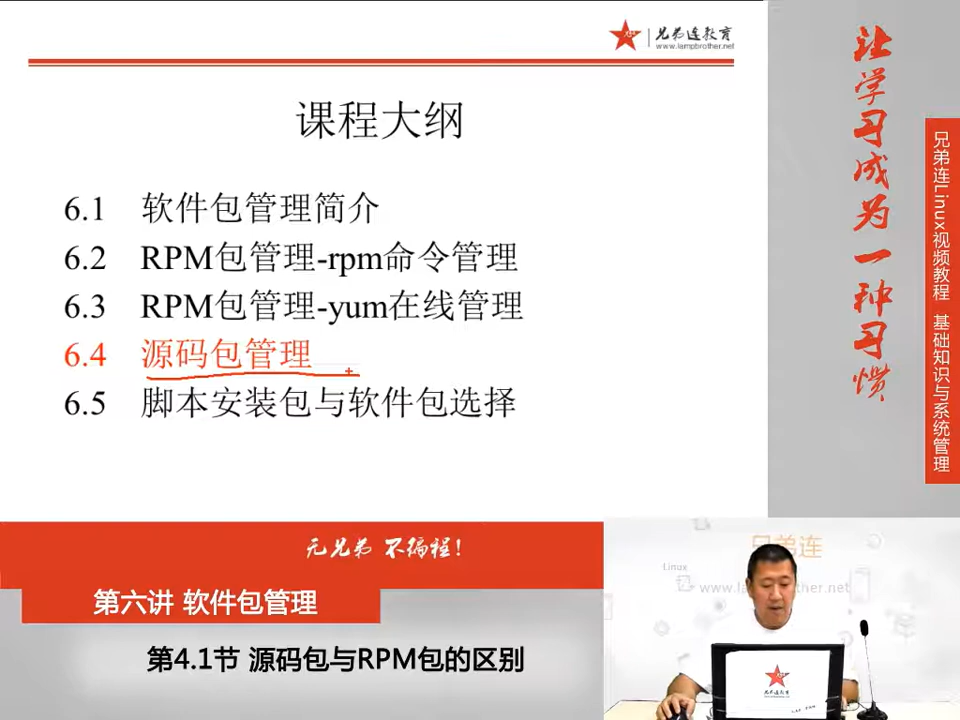 兄弟连教育
www.lampbrother.net
课程大纲
6.1 软件包管理简介
6.2 RPM包管理-rpm命令管理
6.3 RPM包管理-yum在线管理
6.4 源码包管理
6.5 脚本安装包与软件包选择
让学习成为一种习惯
兄弟连Linux视频教程 基础知识与系统管理
无兄弟 不编程!
第六讲 软件包管理
第4.1节 源码包与RPM包的区别
兄弟连
Linux
www.lampbrother.net
兄弟连教育